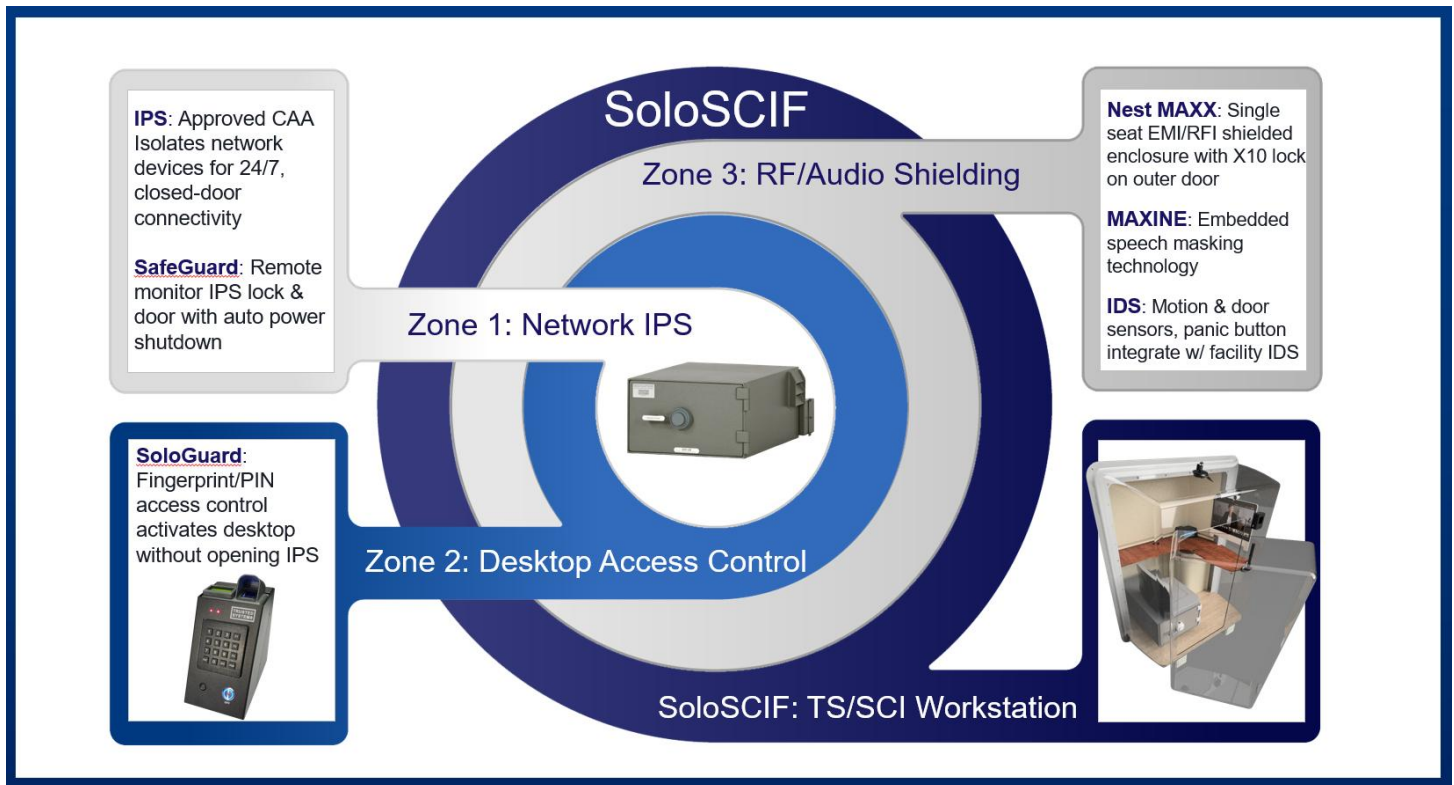 SoloSCIF
Zone 3: RF/Audio Shielding
Zone 1: Network IPS
Zone 2: Desktop Access Control
SoloSCIF: TS/SCI Workstation
IPS: Approved CAA
Isolates network
devices for 24/7,
closed-door
connectivity
SafeGuard: Remote
monitor IPS lock &
door with auto power
shutdown
SoloGuard:
Fingerprint/PIN
access control
activates desktop
without opening IPS
TRUSTED
SYSTEMS
Nest MAXX: Single
seat EMI/RFI shielded
enclosure with X10 lock
on outer door
MAXINE: Embedded
speech masking
technology
IDS: Motion & door
sensors, panic button
integrate w/ facility IDS